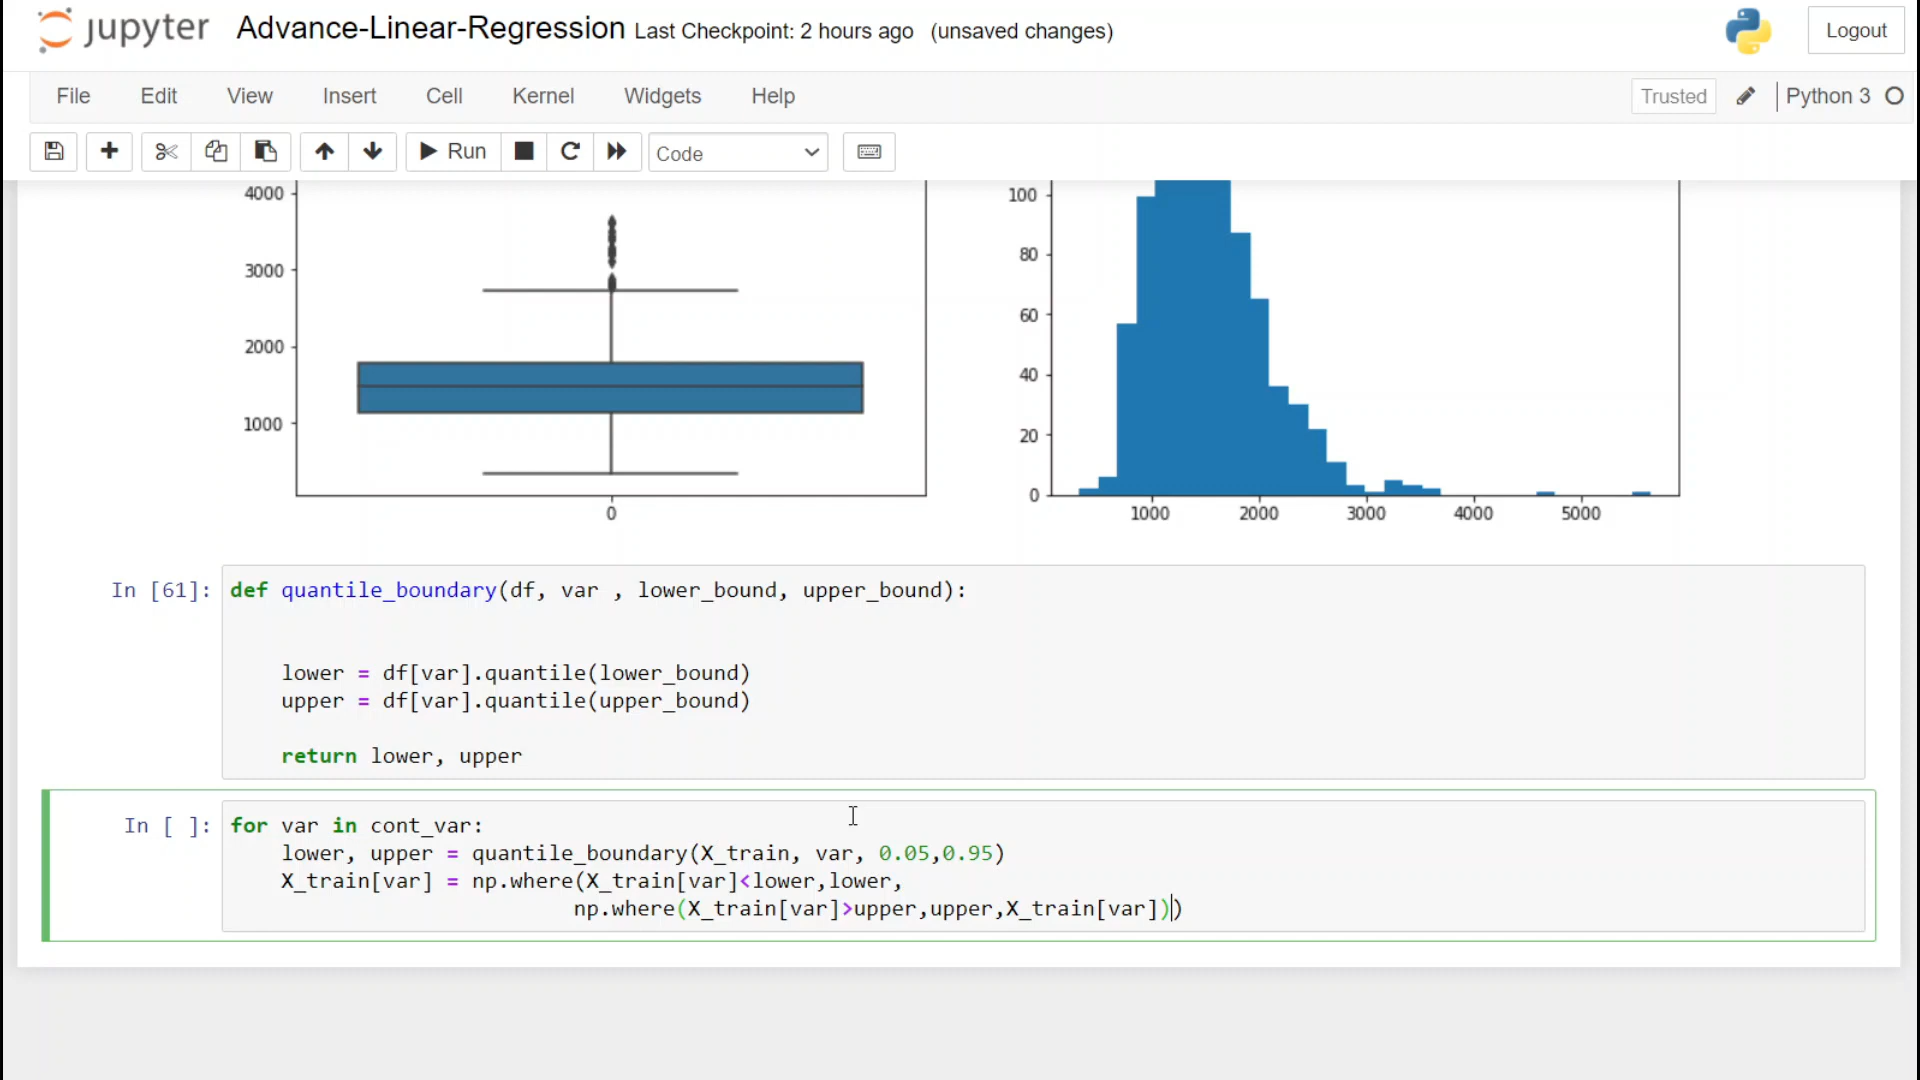 jupyter Advance-Linear-Regression Last Checkpoint: 2 hours ago (unsaved changes) Logout
File Edit View Insert Cell Kernel Widgets Help Trusted Python 3
Run Code
4000
3000
2000
1000
0
100
80
60
40
20
0
1000 2000 3000 4000 5000
In [61]: def quantile_boundary(df, var , lower_bound, upper_bound):
lower = df[var].quantile(lower_bound)
upper = df[var].quantile(upper_bound)
return lower, upper
In [ ]: for var in cont_var:
lower, upper = quantile_boundary(X_train, var, 0.05,0.95)
X_train[var] = np.where(X_train[var]<lower,lower,
np.where(X_train[var]>upper,upper,X_train[var]))